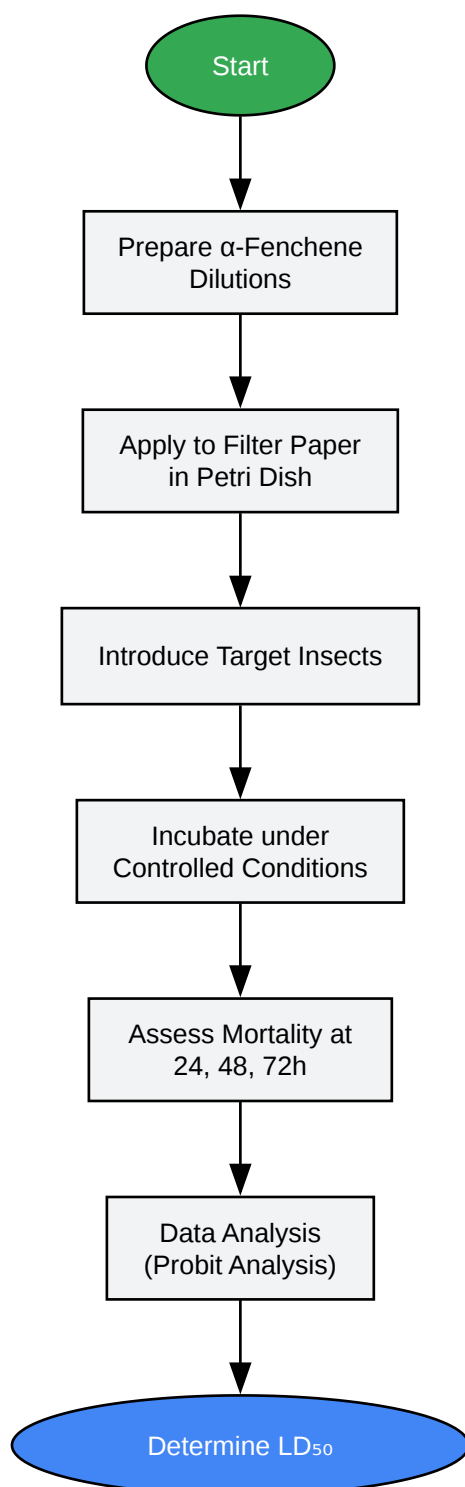 Start
Prepare α-Fenchene
Dilutions
Apply to Filter Paper
in Petri Dish
Introduce Target Insects
Incubate under
Controlled Conditions
Assess Mortality at
24, 48, 72h
Data Analysis
(Probit Analysis)
Determine LD₅₀